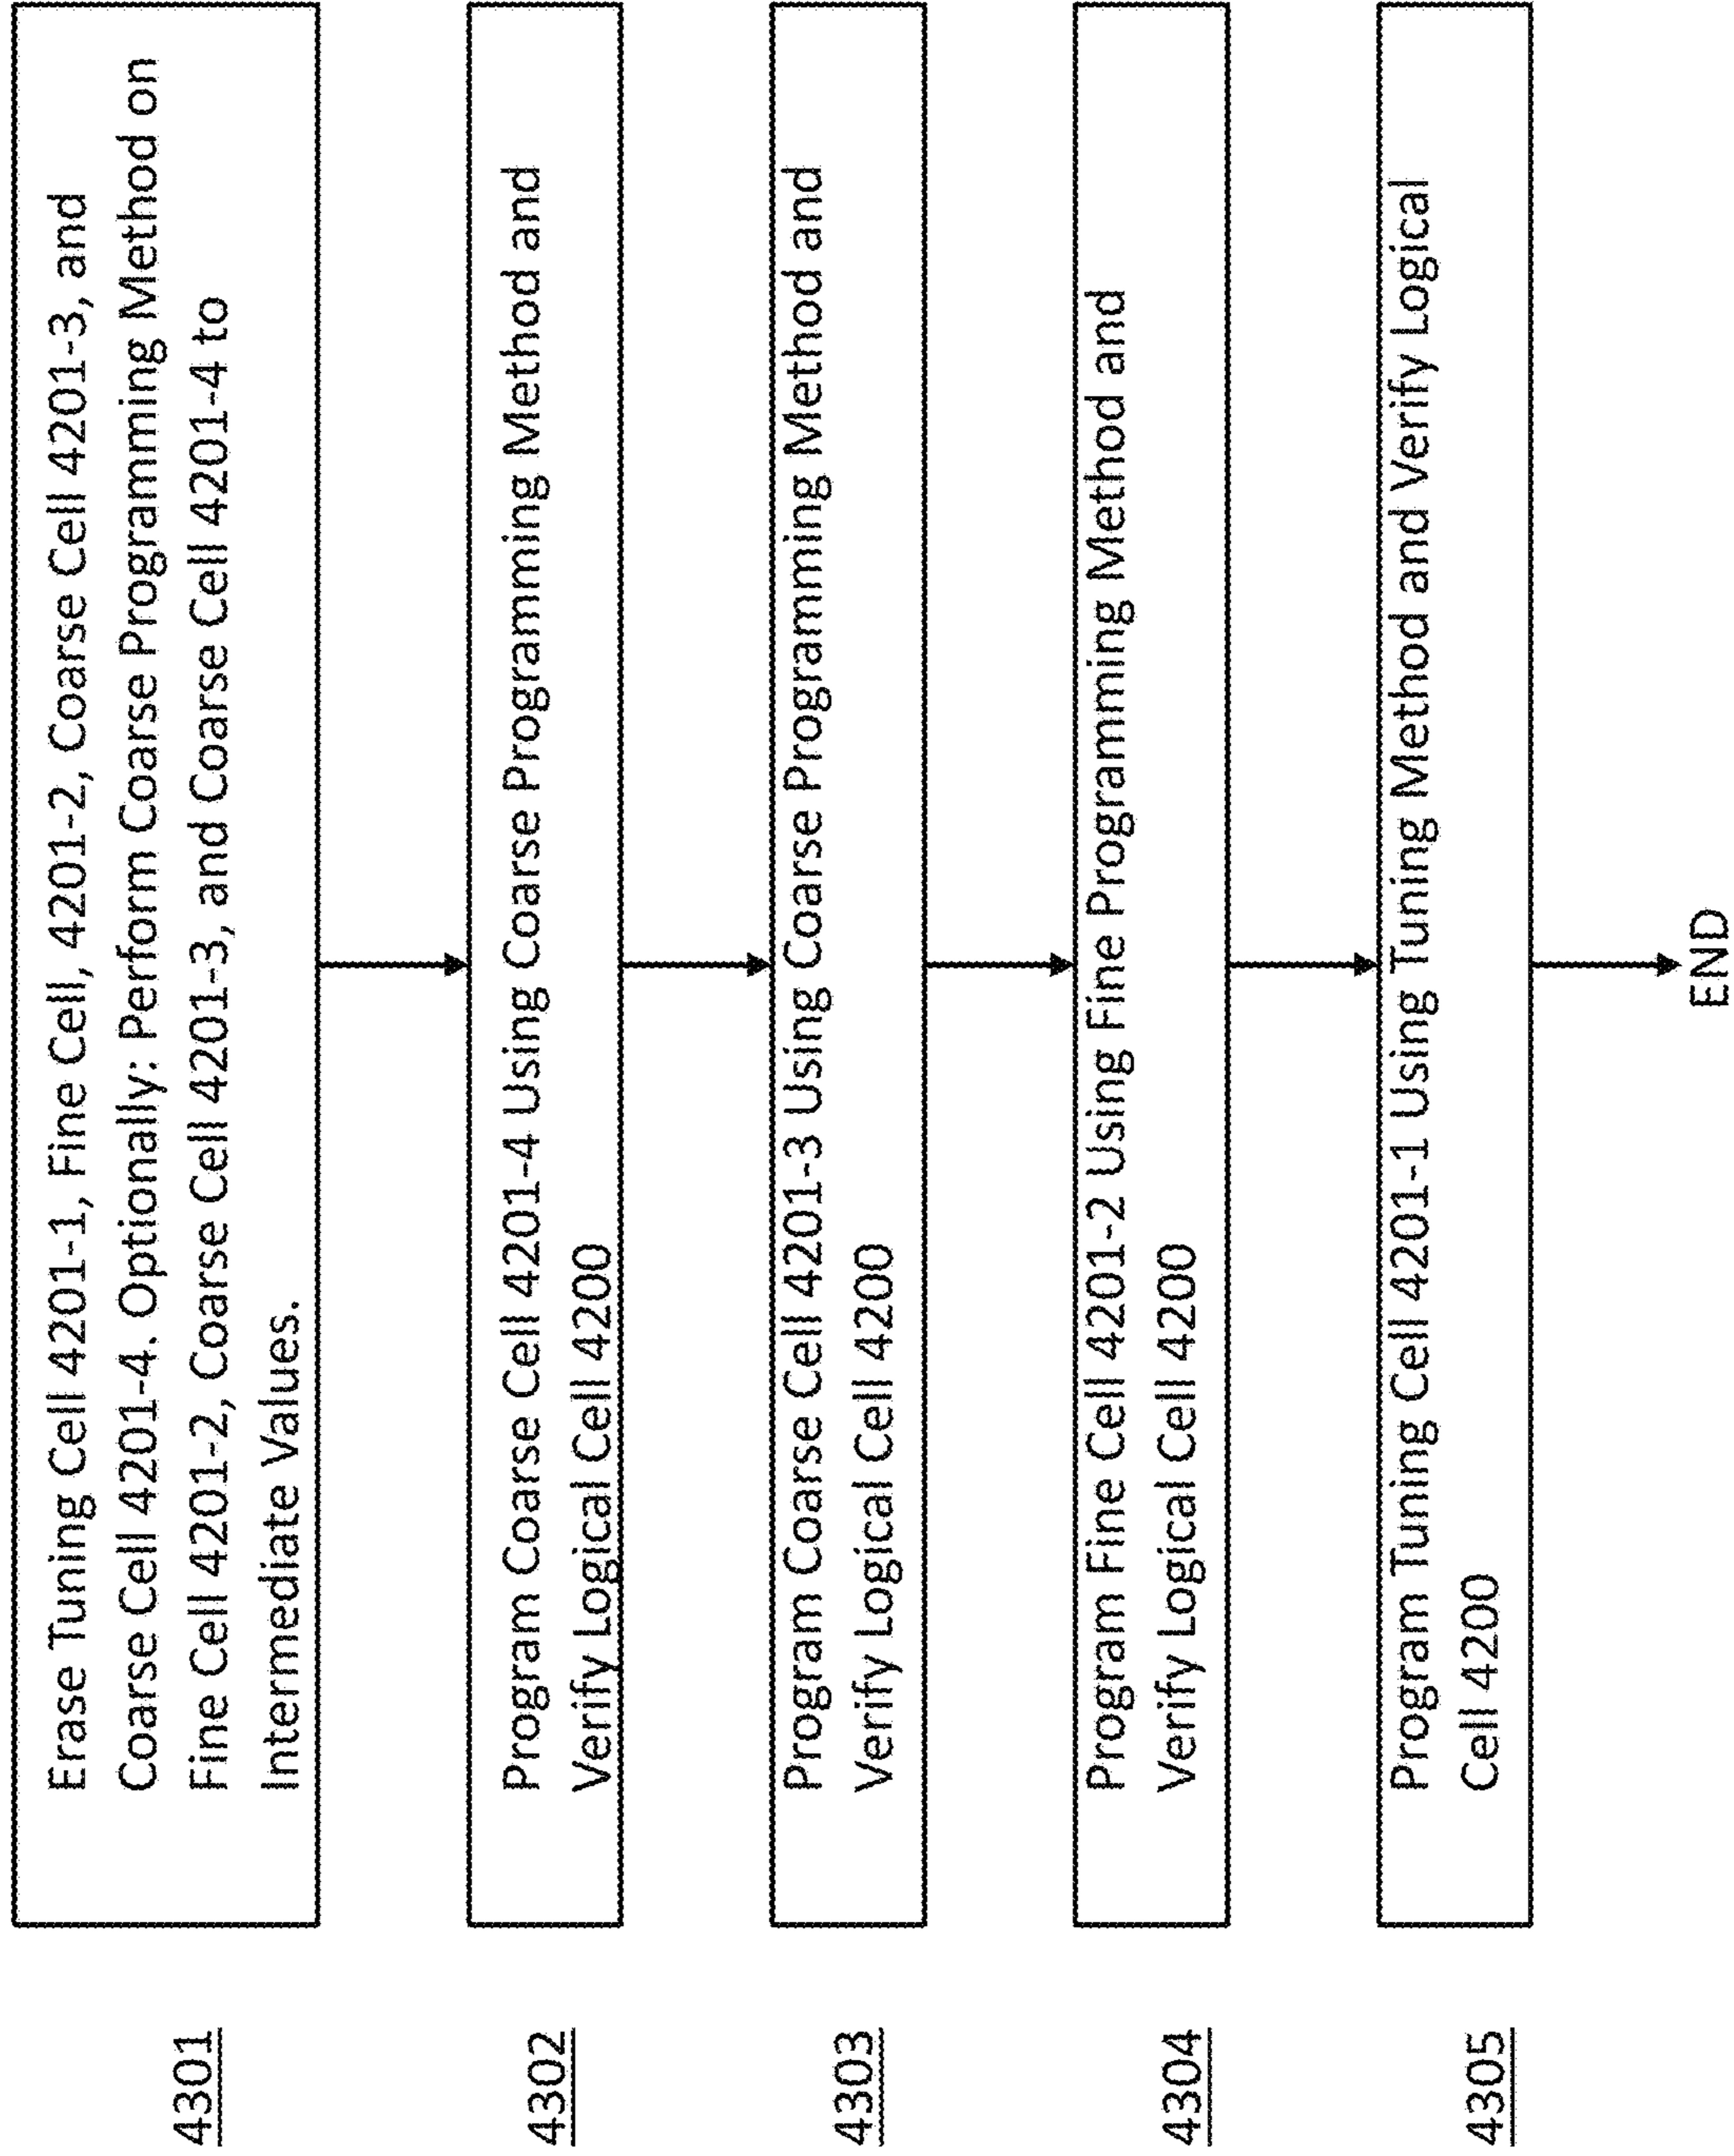 4301
Erase Tuning Cell 4201-1, Fine Cell, 4201-2, Coarse Cell 4201-3, and
Coarse Cell 4201-4. Optionally: Perform Coarse Programming Method on
Fine Cell 4201-2, Coarse Cell 4201-3, and Coarse Cell 4201-4 to
Intermediate Values.
4302
Program Coarse Cell 4201-4 Using Coarse Programming Method and
Verify Logical Cell 4200
4303
Program Coarse Cell 4201-3 Using Coarse Programming Method and
Verify Logical Cell 4200
4304
Program Fine Cell 4201-2 Using Fine Programming Method and
Verify Logical Cell 4200
4305
Program Tuning Cell 4201-1 Using Tuning Method and Verify Logical
Cell 4200
END